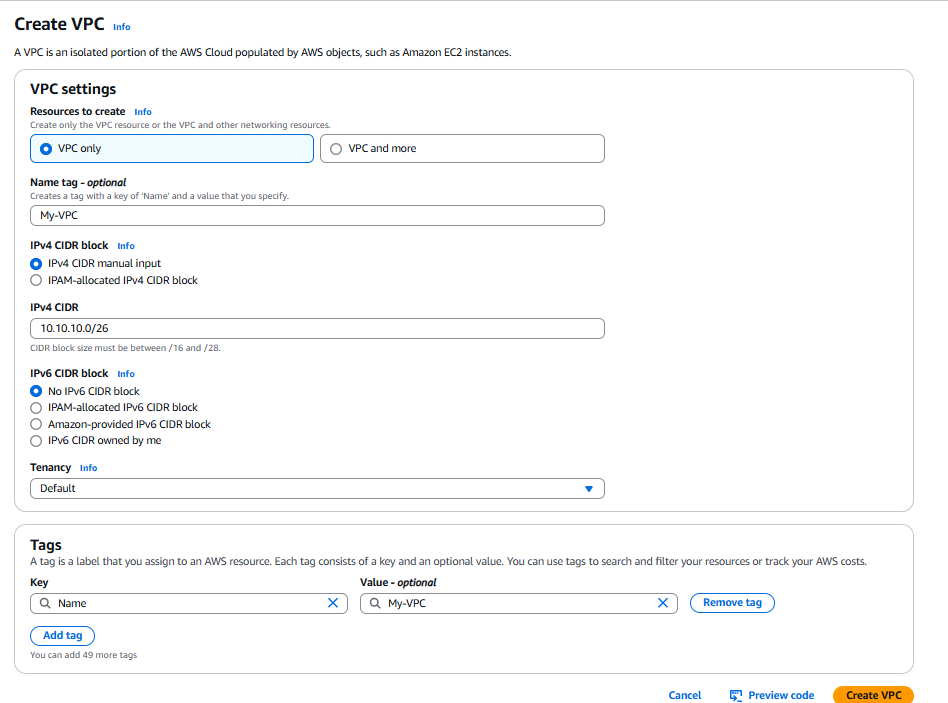 Create VPC Info
A VPC is an isolated portion of the AWS Cloud populated by AWS objects, such as Amazon EC2 instances.
VPC settings
Resources to create Info
Create only the VPC resource or the VPC and other networking resources.
VPC only VPC and more
Name tag - optional
Creates a tag with a key of 'Name' and a value that you specify.
My-VPC
IPv4 CIDR block Info
IPv4 CIDR manual input
IPAM-allocated IPv4 CIDR block
IPv4 CIDR
10.10.10.0/26
CIDR block size must be between /16 and /28.
IPv6 CIDR block Info
No IPv6 CIDR block
IPAM-allocated IPv6 CIDR block
Amazon-provided IPv6 CIDR block
IPv6 CIDR owned by me
Tenancy Info
Default
Tags
A tag is a label that you assign to an AWS resource. Each tag consists of a key and an optional value. You can use tags to search and filter your resources or track your AWS costs.
Key Value - optional
Name My-VPC Remove tag
Add tag
You can add 49 more tags
Cancel Preview code Create VPC